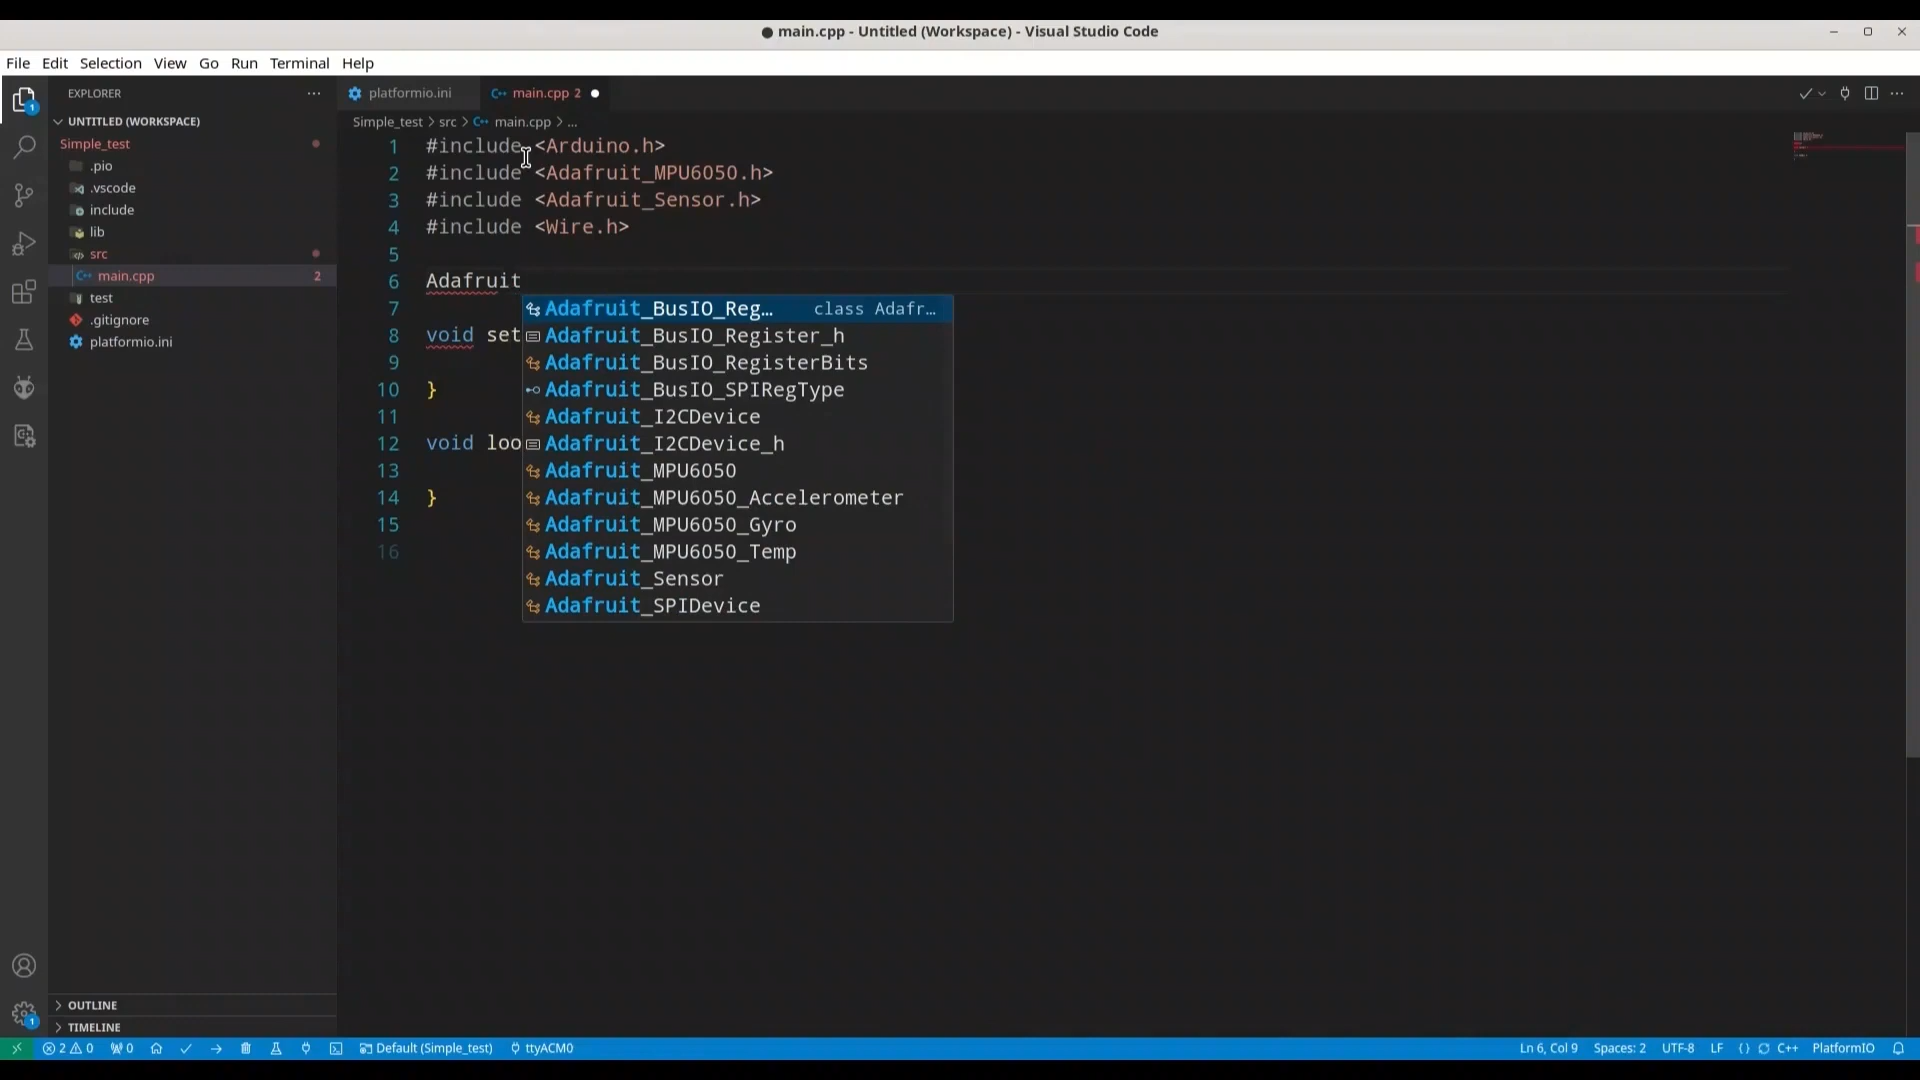 main.cpp - Untitled (Workspace) - Visual Studio Code
File Edit Selection View Go Run Terminal Help
EXPLORER
UNTITLED (WORKSPACE)
Simple_test
.pio
.vscode
include
lib
src
main.cpp 2
test
.gitignore
platformio.ini
OUTLINE
TIMELINE
1
1
platformio.ini
main.cpp 2
Simple_test > src > main.cpp > ...
1 #include <Arduino.h>
2 #include <Adafruit_MPU6050.h>
3 #include <Adafruit_Sensor.h>
4 #include <Wire.h>
5
6 Adafruit
7
8 void set
9
10 }
11
12 void loo
13
14 }
15
16
Adafruit_BusIO_Reg… class Adafr…
Adafruit_BusIO_Register_h
Adafruit_BusIO_RegisterBits
Adafruit_BusIO_SPIRegType
Adafruit_I2CDevice
Adafruit_I2CDevice_h
Adafruit_MPU6050
Adafruit_MPU6050_Accelerometer
Adafruit_MPU6050_Gyro
Adafruit_MPU6050_Temp
Adafruit_Sensor
Adafruit_SPIDevice
2 0 0 Default (Simple_test) ttyACM0 Ln 6, Col 9 Spaces: 2 UTF-8 LF {} C++ PlatformIO